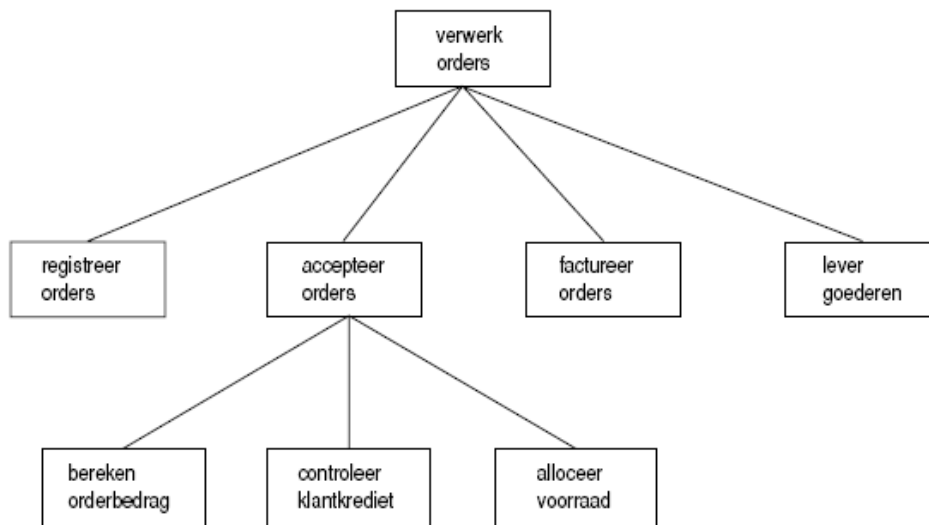 verwerk
orders
registreer
orders
accepteer
orders
factureer
orders
lever
goederen
bereken
orderbedrag
controleer
klantkrediet
alloceer
voorraad